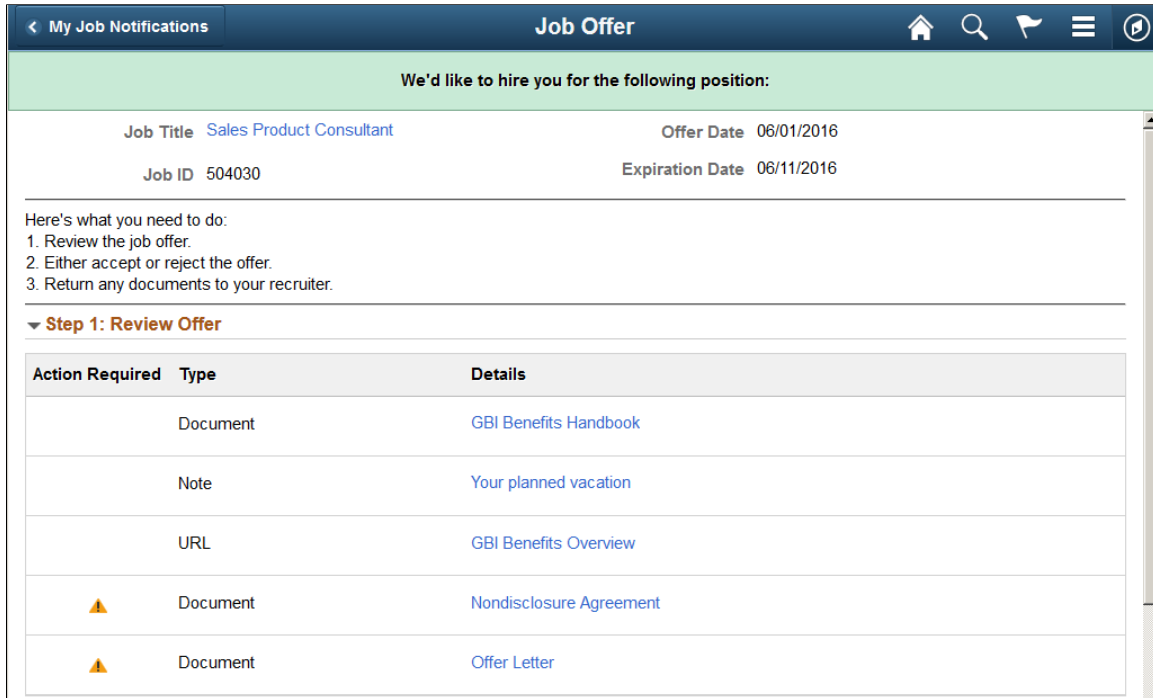 My Job Notifications
Job Offer
We'd like to hire you for the following position:
Job Title Sales Product Consultant Offer Date 06/01/2016
Job ID 504030 Expiration Date 06/11/2016
Here's what you need to do:
1. Review the job offer.
2. Either accept or reject the offer.
3. Return any documents to your recruiter.
Step 1: Review Offer
Action Required Type Details
Document GBI Benefits Handbook
Note Your planned vacation
URL GBI Benefits Overview
Document Nondisclosure Agreement
Document Offer Letter